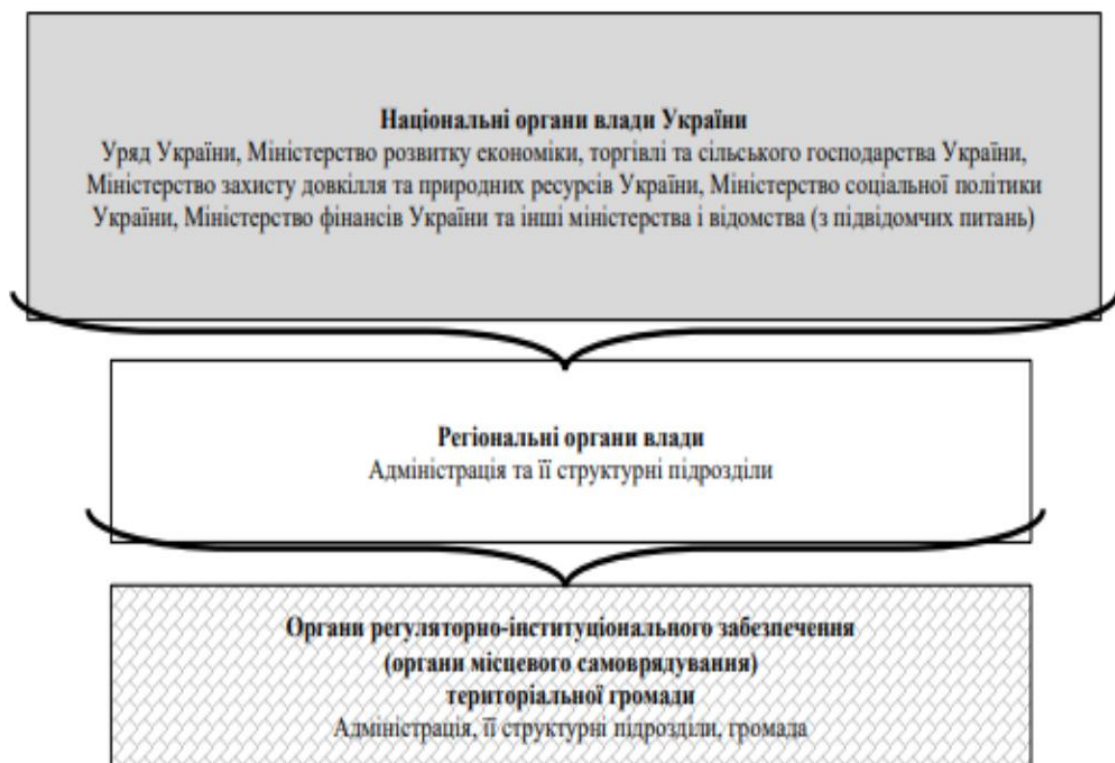 Національні органи влади України
Уряд України, Міністерство розвитку економіки, торгівлі та сільського господарства України,
Міністерство захисту довкілля та природних ресурсів України, Міністерство соціальної політики
України, Міністерство фінансів України та інші міністерства і відомства (з підвідомчих питань)
Регіональні органи влади
Адміністрація та її структурні підрозділи
Органи регуляторно-інституціонального забезпечення
(органи місцевого самоврядування)
територіальної громади
Адміністрація, її структурні підрозділи, громада